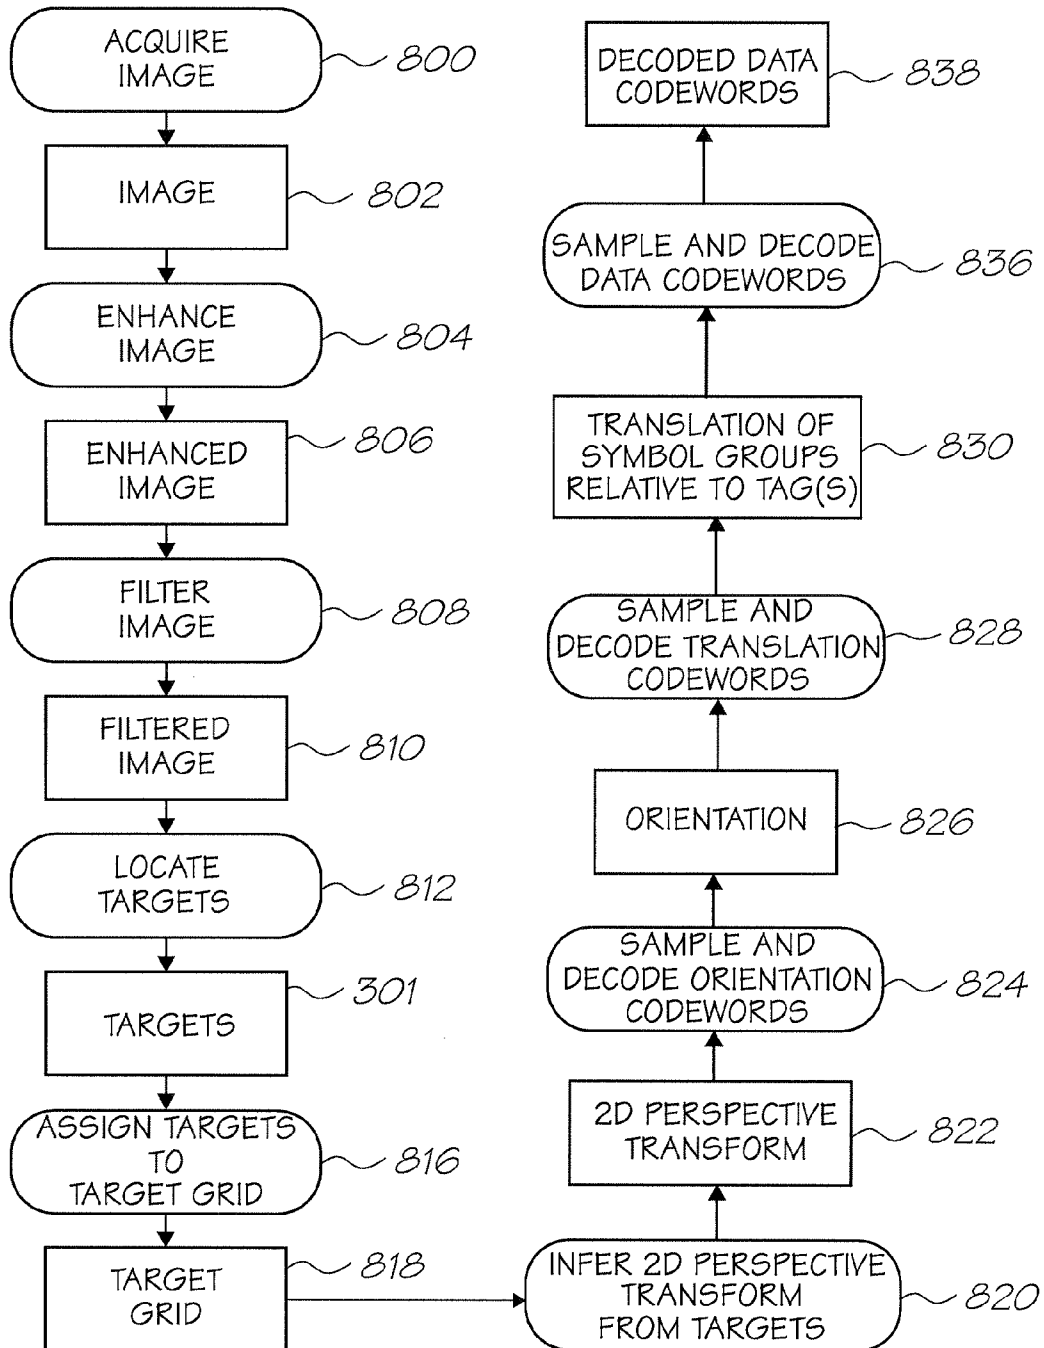 ACQUIRE
IMAGE
800
IMAGE
802
ENHANCE
IMAGE
804
ENHANCED
IMAGE
806
FILTER
IMAGE
808
FILTERED
IMAGE
810
LOCATE
TARGETS
812
TARGETS
301
ASSIGN TARGETS
TO
TARGET GRID
816
TARGET
GRID
818
INFER 2D PERSPECTIVE
TRANSFORM
FROM TARGETS
820
2D PERSPECTIVE
TRANSFORM
822
SAMPLE AND
DECODE ORIENTATION
CODEWORDS
824
ORIENTATION
826
SAMPLE AND
DECODE TRANSLATION
CODEWORDS
828
TRANSLATION OF
SYMBOL GROUPS
RELATIVE TO TAG(S)
830
SAMPLE AND DECODE
DATA CODEWORDS
836
DECODED DATA
CODEWORDS
838